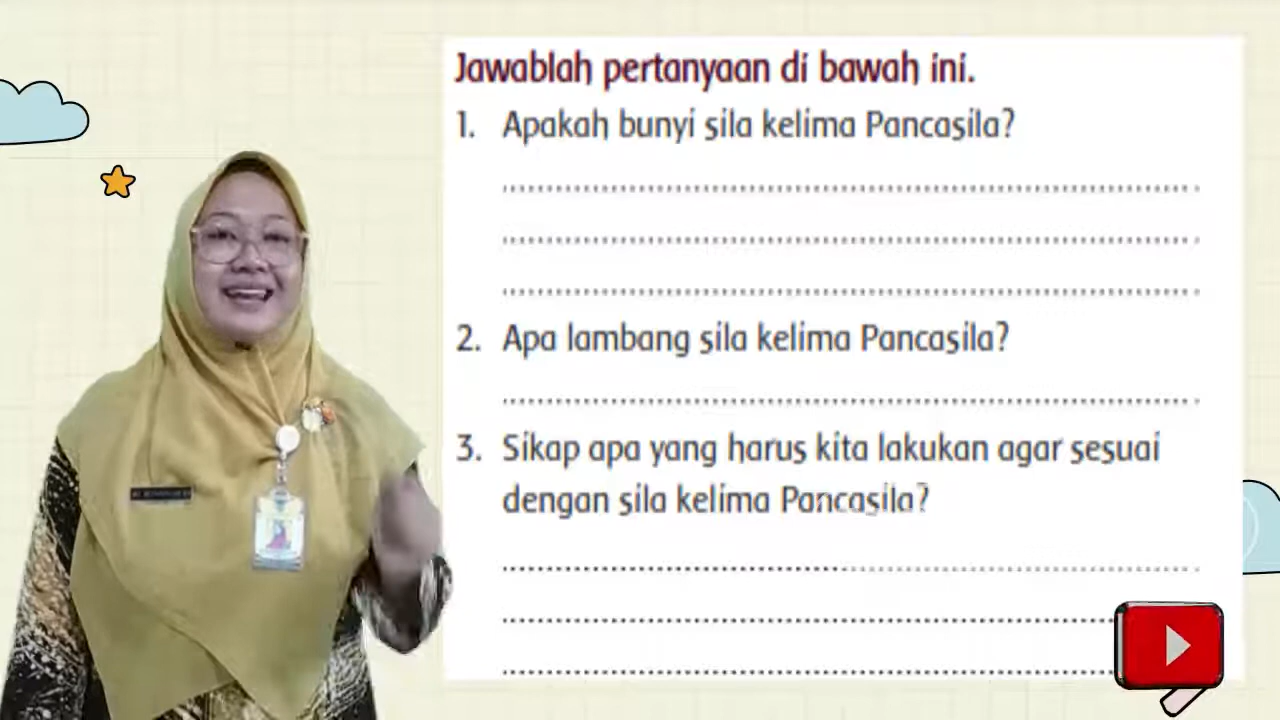 Jawablah pertanyaan di bawah ini.
1. Apakah bunyi sila kelima Pancasila?
2. Apa lambang sila kelima Pancasila?
3. Sikap apa yang harus kita lakukan agar sesuai
dengan sila kelima Pancasila?